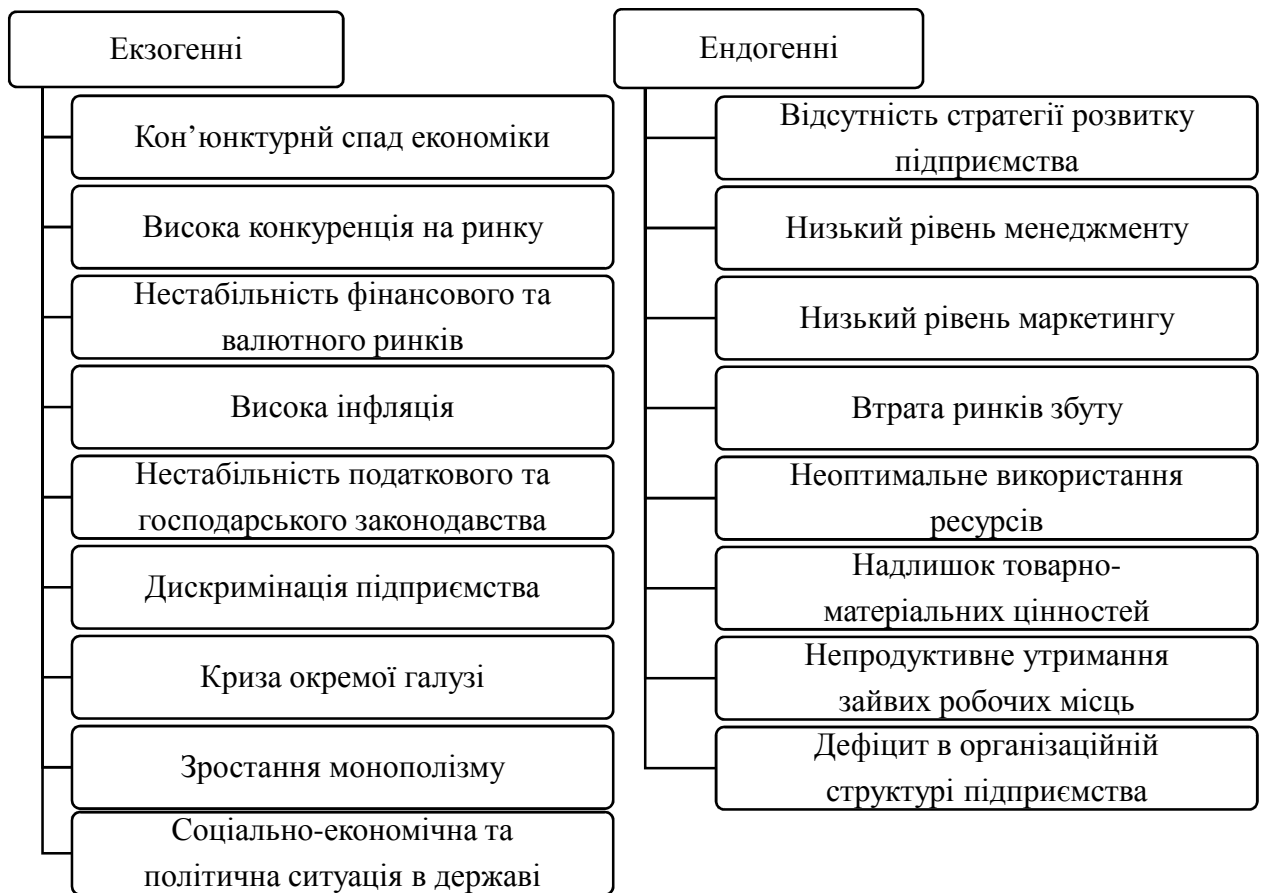 Екзогенні
Кон’юнктурнй спад економіки
Висока конкуренція на ринку
Нестабільність фінансового та
валютного ринків
Висока інфляція
Нестабільність податкового та
господарського законодавства
Дискримінація підприємства
Криза окремої галузі
Зростання монополізму
Соціально-економічна та
політична ситуація в державі
Ендогенні
Відсутність стратегії розвитку
підприємства
Низький рівень менеджменту
Низький рівень маркетингу
Втрата ринків збуту
Неоптимальне використання
ресурсів
Надлишок товарно-
матеріальних цінностей
Непродуктивне утримання
зайвих робочих місць
Дефіцит в організаційній
структурі підприємства